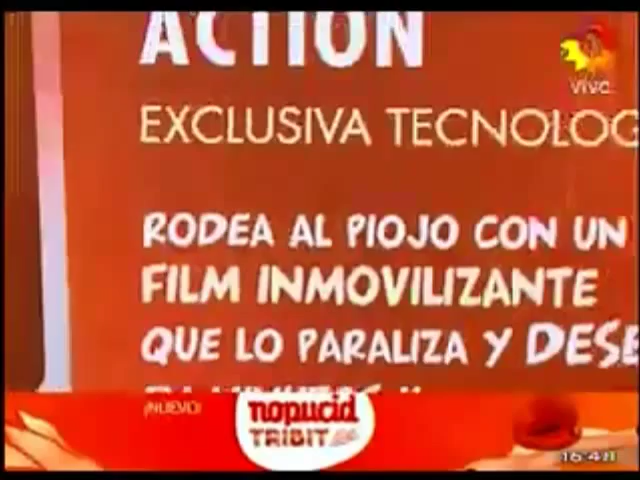 ACTION
VIVO
EXCLUSIVA TECNOLOG
RODEA AL PIOJO CON UN
FILM INMOVILIZANTE
QUE LO PARALIZA Y DESE
¡NUEVO!
nopucid
TRIBIT
16:48